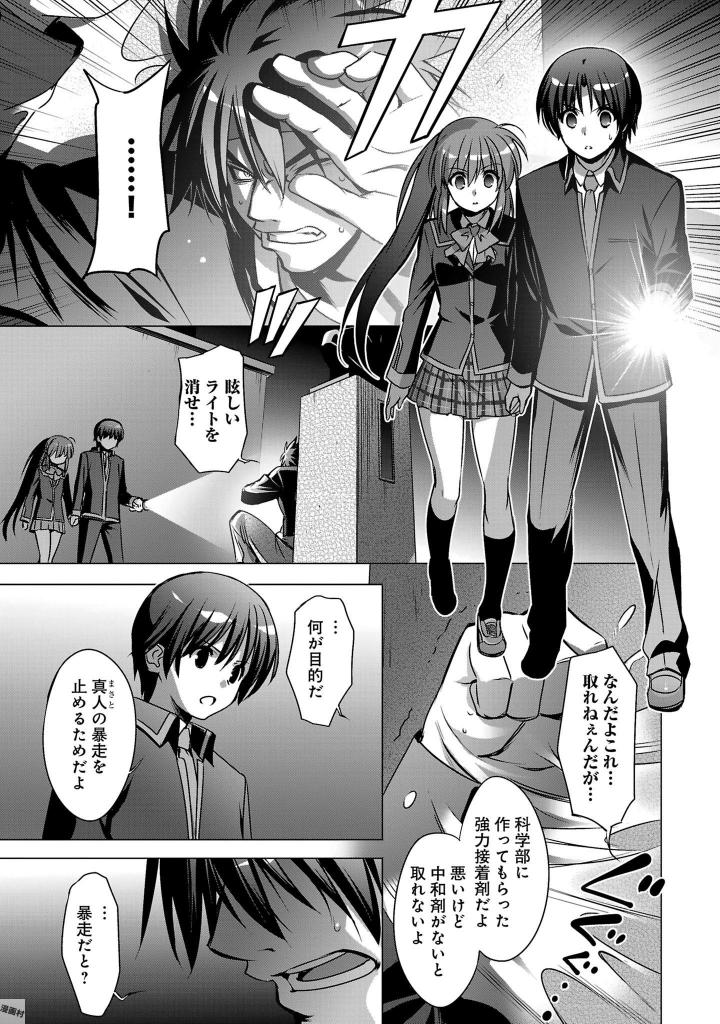 カ
……!
眩しい
ライトを
消せ…
なんだよこれ…
取れねぇんだが…
科学部に
作ってもらった
強力接着剤だよ
悪いけど
中和剤がないと
取れないよ
…
何が目的だ
真人の暴走を
まさと
止めるためだよ
…
暴走だと?
漫画村